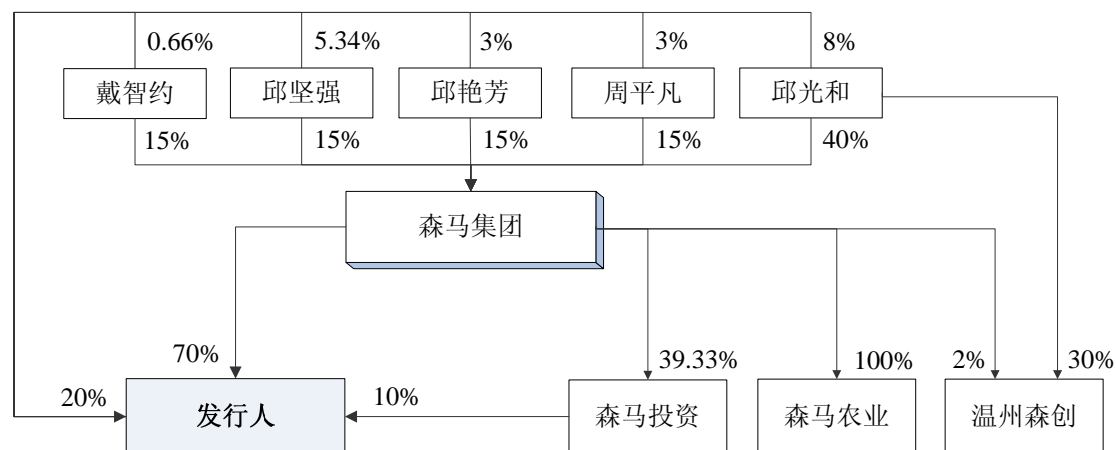 0.66% 5.34% 3% 3% 8%
戴智约 邱坚强 邱艳芳 周平凡 邱光和
15% 15% 15% 15% 40%
森马集团
70% 39.33% 100% 2% 30%
20% 10%
发行人 森马投资 森马农业 温州森创